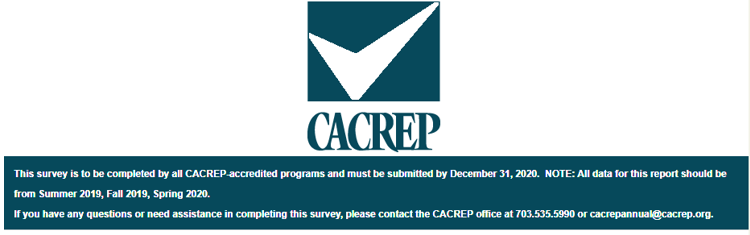 CACREP
This survey is to be completed by all CACREP-accredited programs and must be submitted by December 31, 2020.  NOTE: All data for this report should be
from Summer 2019, Fall 2019, Spring 2020.
If you have any questions or need assistance in completing this survey, please contact the CACREP office at 703.535.5990 or cacrepannual@cacrep.org.